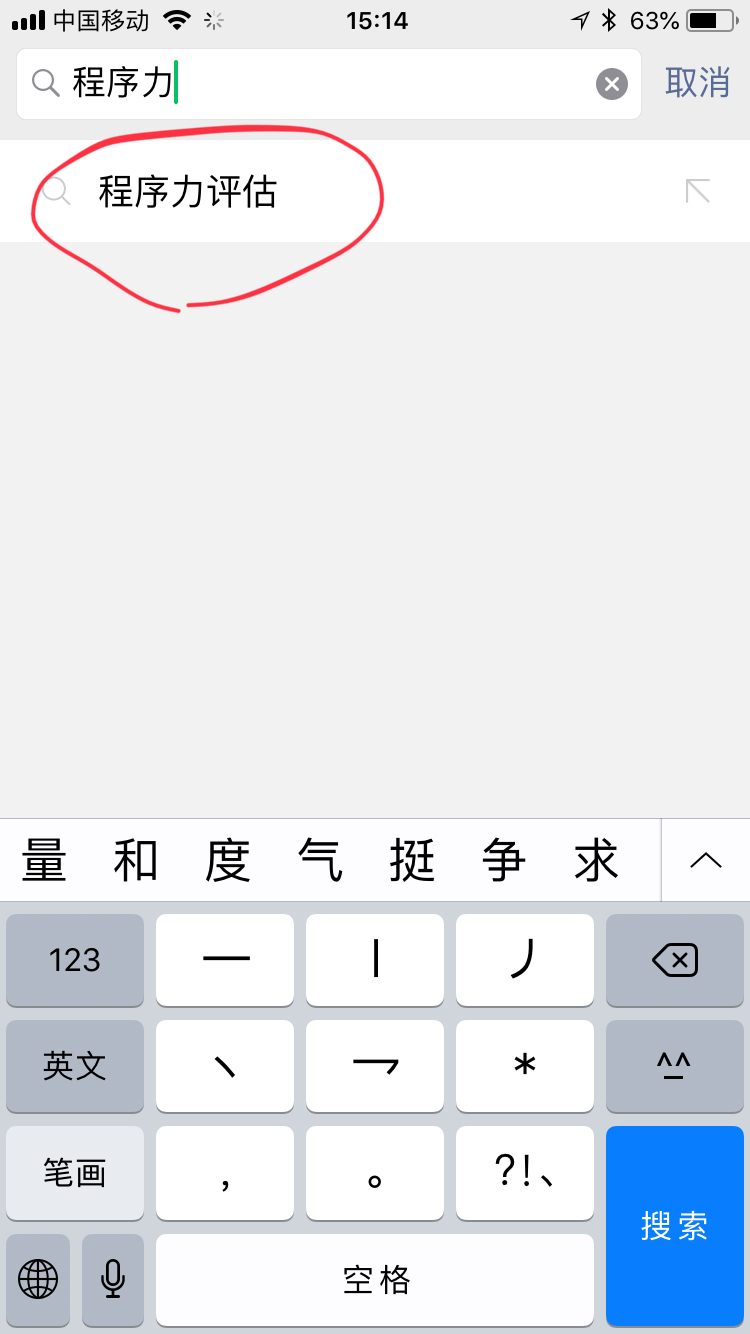 中国移动 15:14 63%
程序力 取消
程序力评估
量 和 度 气 挺 争 求
123 一 丨 丿
英文 丶 乛 * ^_^
笔画 , 。 ?!、
搜索
空格